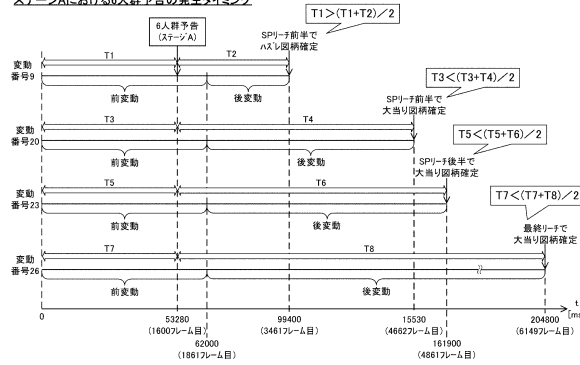 ステージAにおける6人群予告の発生タイミング
6人群予告
(ステージA)
T1＞(T1+T2)／2
SPリーチ前半で
ハズレ図柄確定
変動
番号9
T1
T2
前変動
後変動
T3＜(T3+T4)／2
SPリーチ前半で
大当り図柄確定
変動
番号20
T3
T4
前変動
後変動
T5＜(T5+T6)／2
SPリーチ後半で
大当り図柄確定
変動
番号23
T5
T6
前変動
後変動
T7＜(T7+T8)／2
最終リーチで
大当り図柄確定
変動
番号26
T7
T8
前変動
後変動
t
[ms]
0
53280
(1600フレーム目)
62000
(1861フレーム目)
99400
(3461フレーム目)
15530
(4662フレーム目)
161900
(4861フレーム目)
204800
(6149フレーム目)